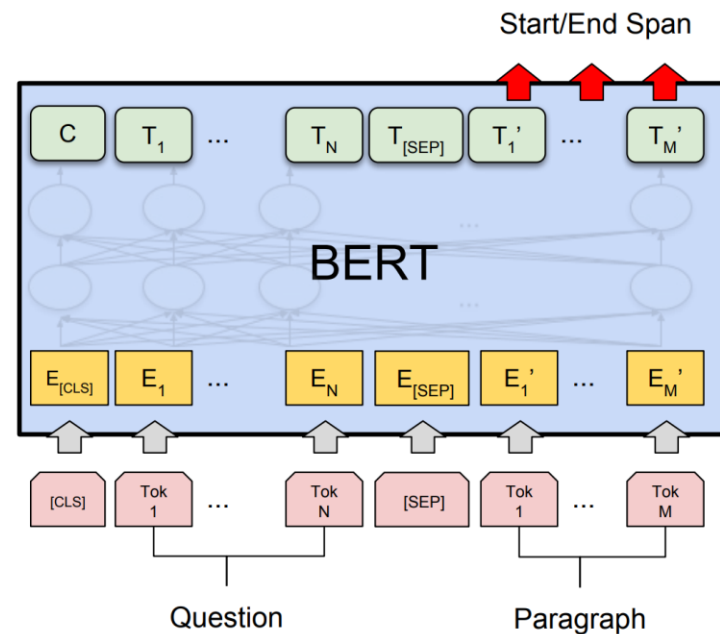 Start/End Span
C T1 ... TN T[SEP] T1’ ... TM’
...
BERT
...
E[CLS] E1 ... EN E[SEP] E1’ ... EM’
[CLS] Tok 1 ... Tok N [SEP] Tok 1 ... Tok M
Question Paragraph